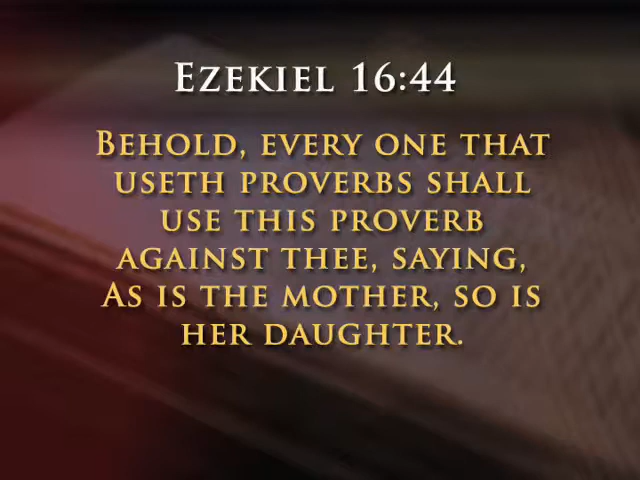 Ezekiel 16:44
Behold, every one that
useth proverbs shall
use this proverb
against thee, saying,
As is the mother, so is
her daughter.